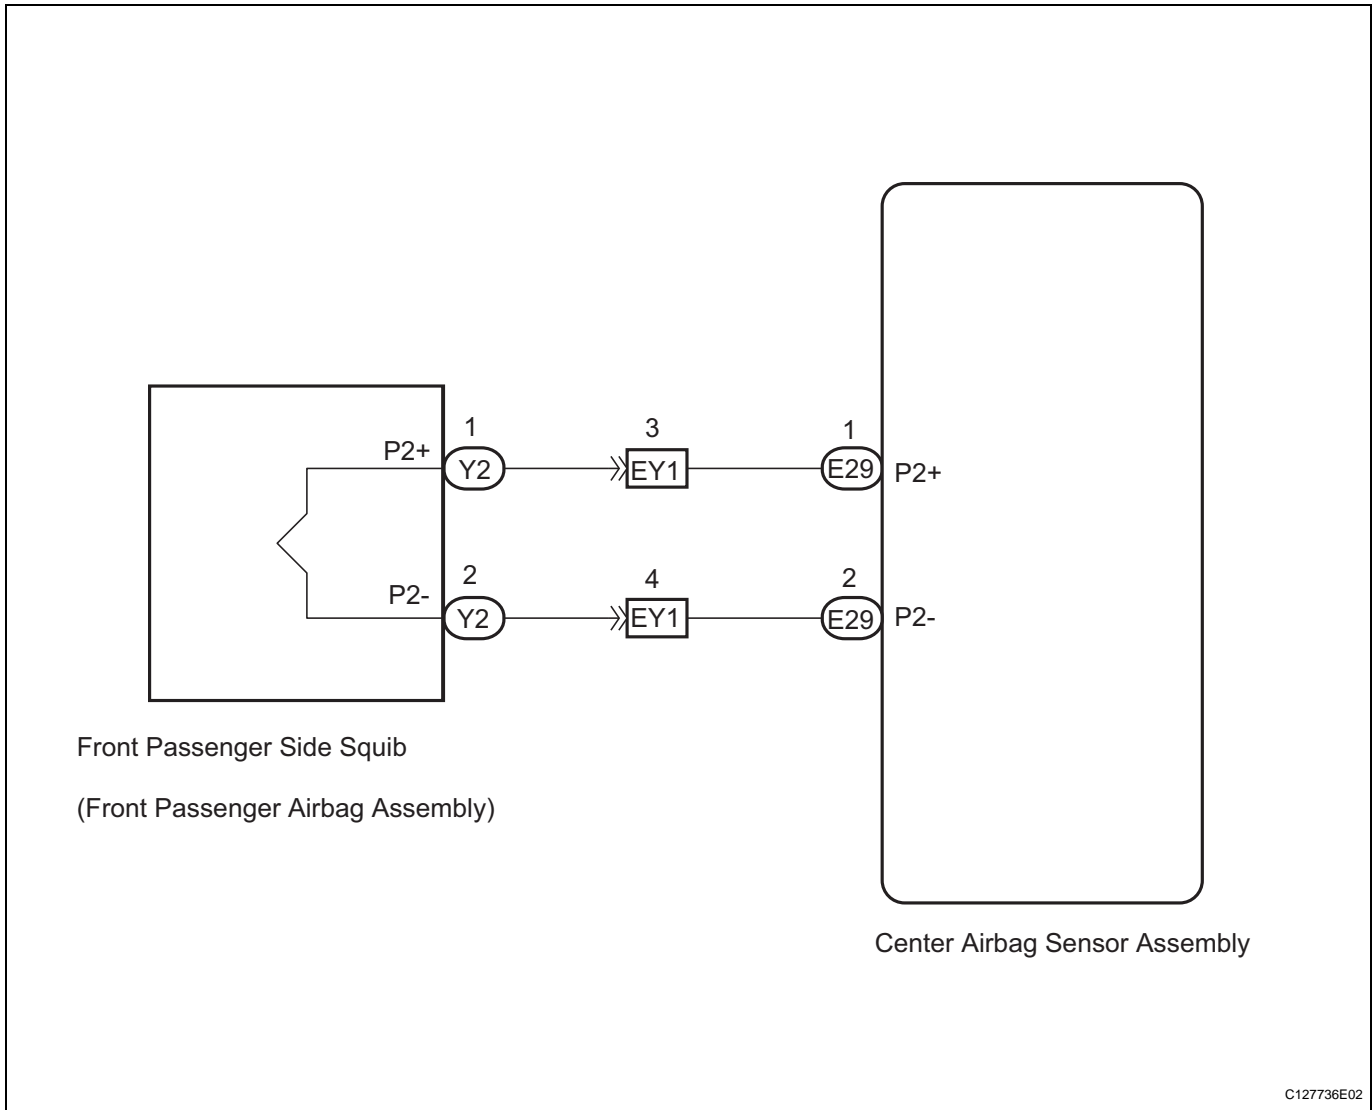 1 3 1
P2+ Y2 EY1 E29 P2+
2 4 2
P2- Y2 EY1 E29 P2-
Front Passenger Side Squib
(Front Passenger Airbag Assembly)
Center Airbag Sensor Assembly
C127736E02